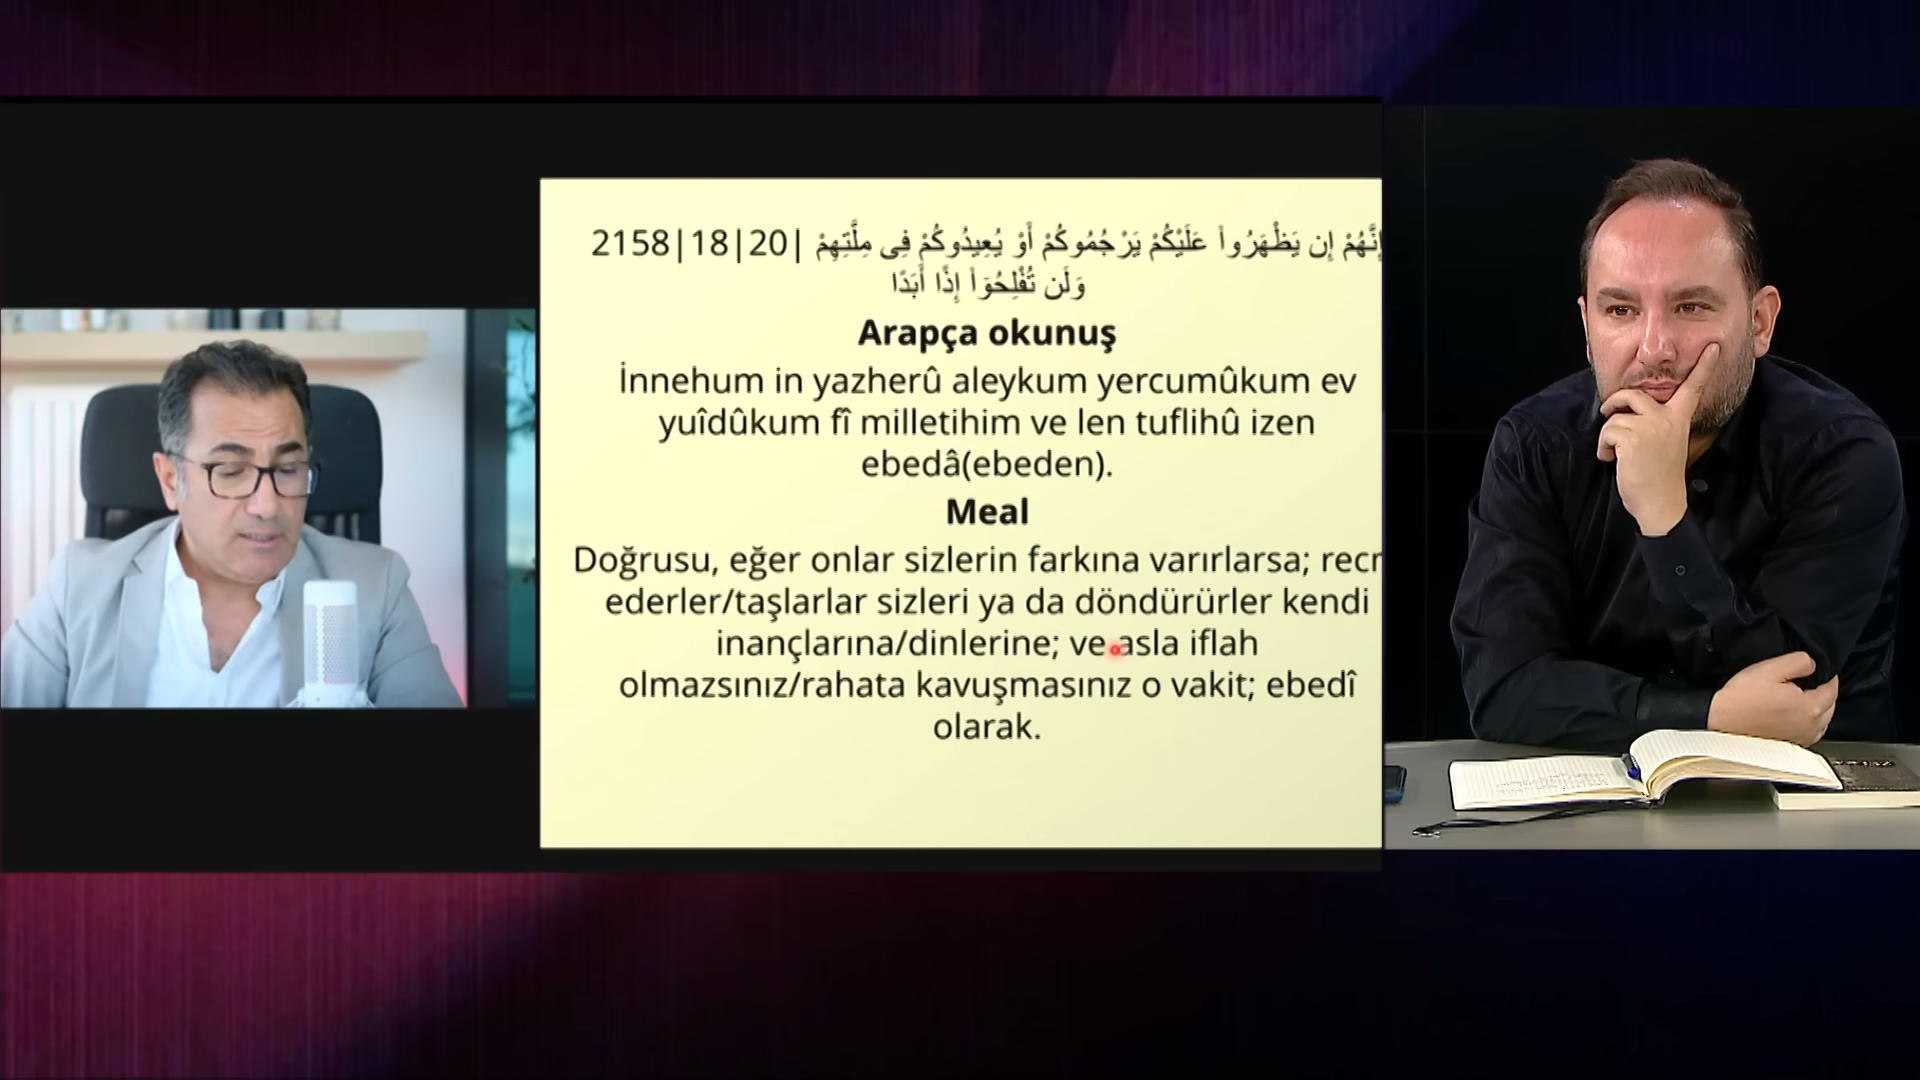 2158|18|20| إِنَّهُمْ إِن يَظْهَرُوا۟ عَلَيْكُمْ يَرْجُمُوكُمْ أَوْ يُعِيدُوكُمْ فِى مِلَّتِهِمْ
وَلَن تُفْلِحُوٓا۟ إِذًا أَبَدًا
Arapça okunuş
İnnehum in yazherû aleykum yercumûkum ev
yuîdûkum fî milletihim ve len tuflihû izen
ebedâ(ebeden).
Meal
Doğrusu, eğer onlar sizlerin farkına varırlarsa;
ederler/taşlarlar sizleri ya da döndürürler kendi
inançlarına/dinlerine; ve asla iflah
olmazsınız/rahata kavuşmasınız o vakit; ebedî
olarak.